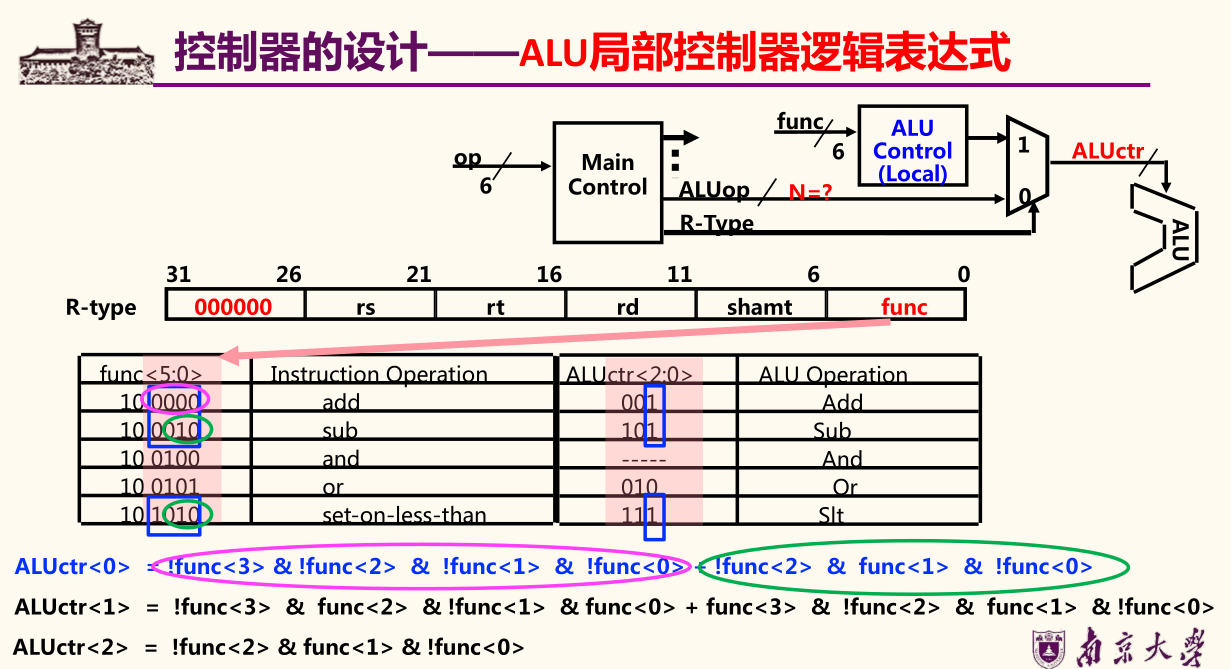 控制器的设计——ALU局部控制器逻辑表达式
op
6
Main
Control
func
6
ALU
Control
(Local)
ALUop
N=?
R-Type
1
0
ALUctr
ALU
31 26 21 16 11 6 0
R-type 000000 rs rt rd shamt func
func<5:0> Instruction Operation ALUctr<2:0> ALU Operation
10 0000 add 001 Add
10 0010 sub 101 Sub
10 0100 and ----- And
10 0101 or 010 Or
10 1010 set-on-less-than 111 Slt
ALUctr<0> = !func<3> & !func<2> & !func<1> & !func<0> + !func<2> & func<1> & !func<0>
ALUctr<1> = !func<3> & func<2> & !func<1> & func<0> + func<3> & !func<2> & func<1> & !func<0>
ALUctr<2> = !func<2> & func<1> & !func<0>
南京大学